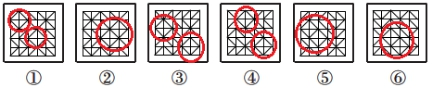 ① ② ③ ④ ⑤ ⑥